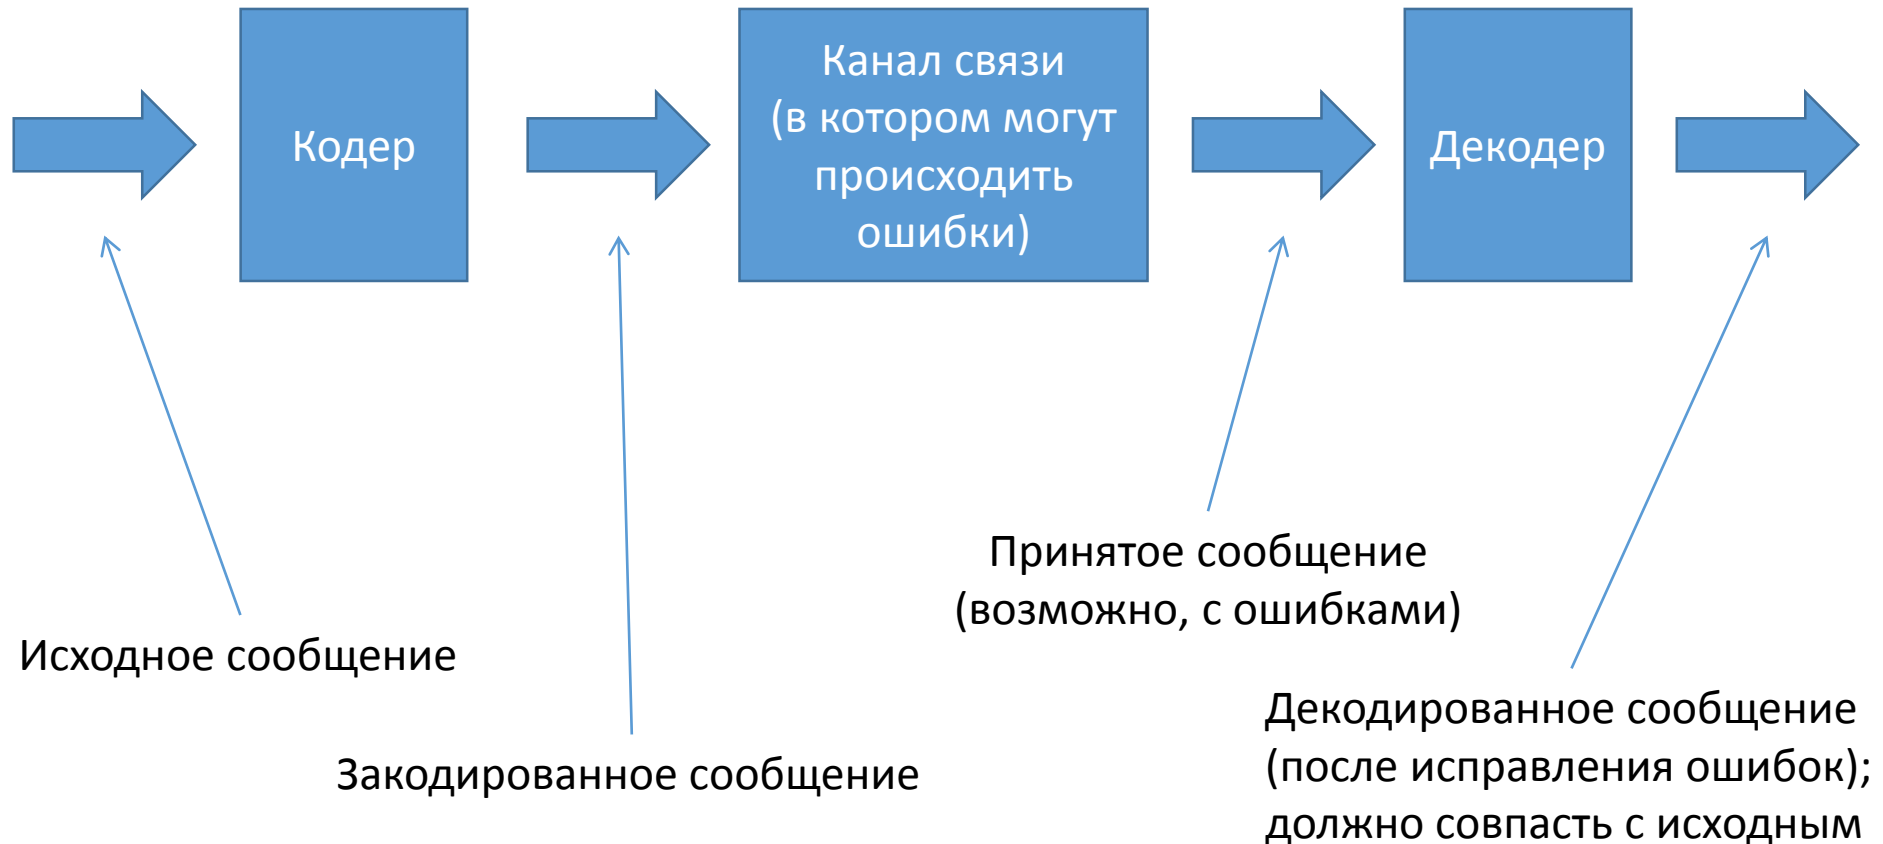 Кодер
Канал связи
(в котором могут
происходить
ошибки)
Декодер
Исходное сообщение
Закодированное сообщение
Принятое сообщение
(возможно, с ошибками)
Декодированное сообщение
(после исправления ошибок);
должно совпасть с исходным